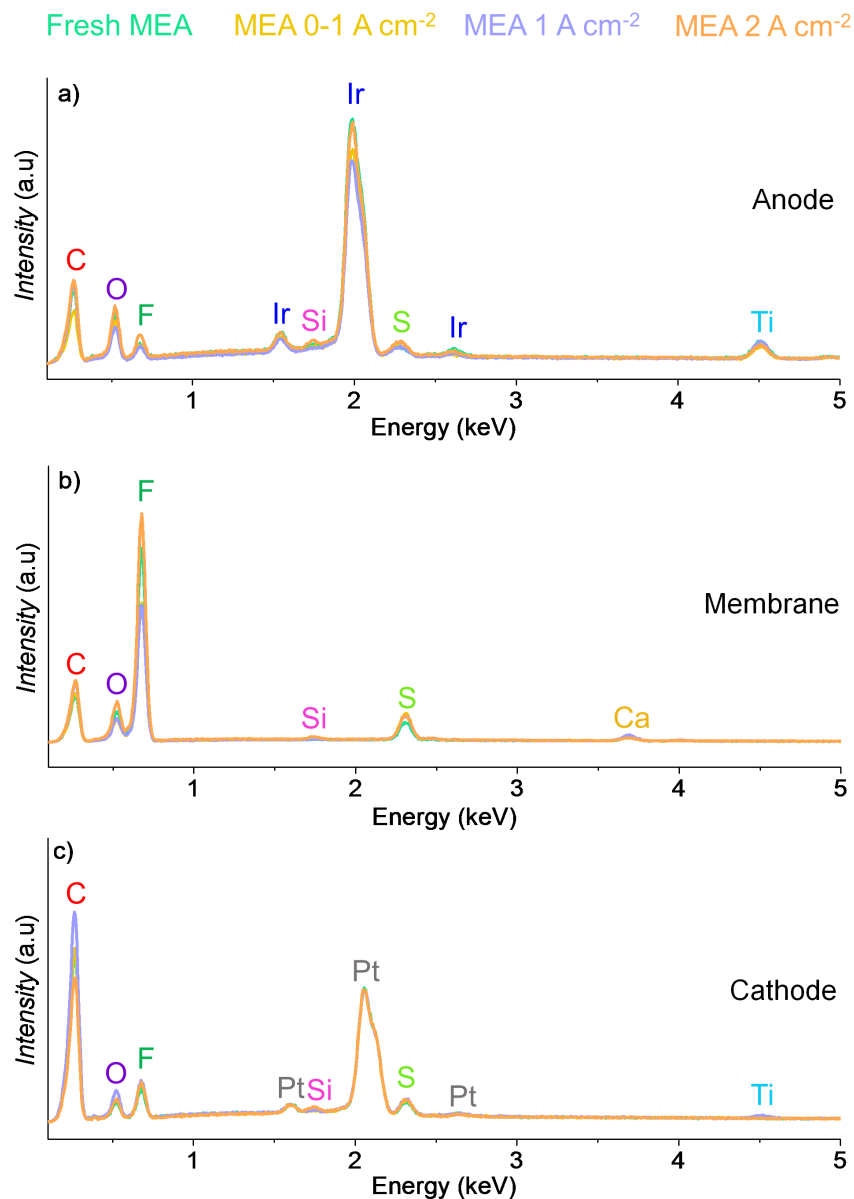 Fresh MEA MEA 0-1 A cm⁻² MEA 1 A cm⁻² MEA 2 A cm⁻²
a)
Ir
Anode
C
O
F
Ir
Si
S
Ir
Ti
Intensity (a.u)
1 2 3 4 5
Energy (keV)
b)
F
Membrane
C
O
Si
S
Ca
Intensity (a.u)
1 2 3 4 5
Energy (keV)
c)
C
Pt
Cathode
O
F
Pt
Si
S
Pt
Ti
Intensity (a.u)
1 2 3 4 5
Energy (keV)